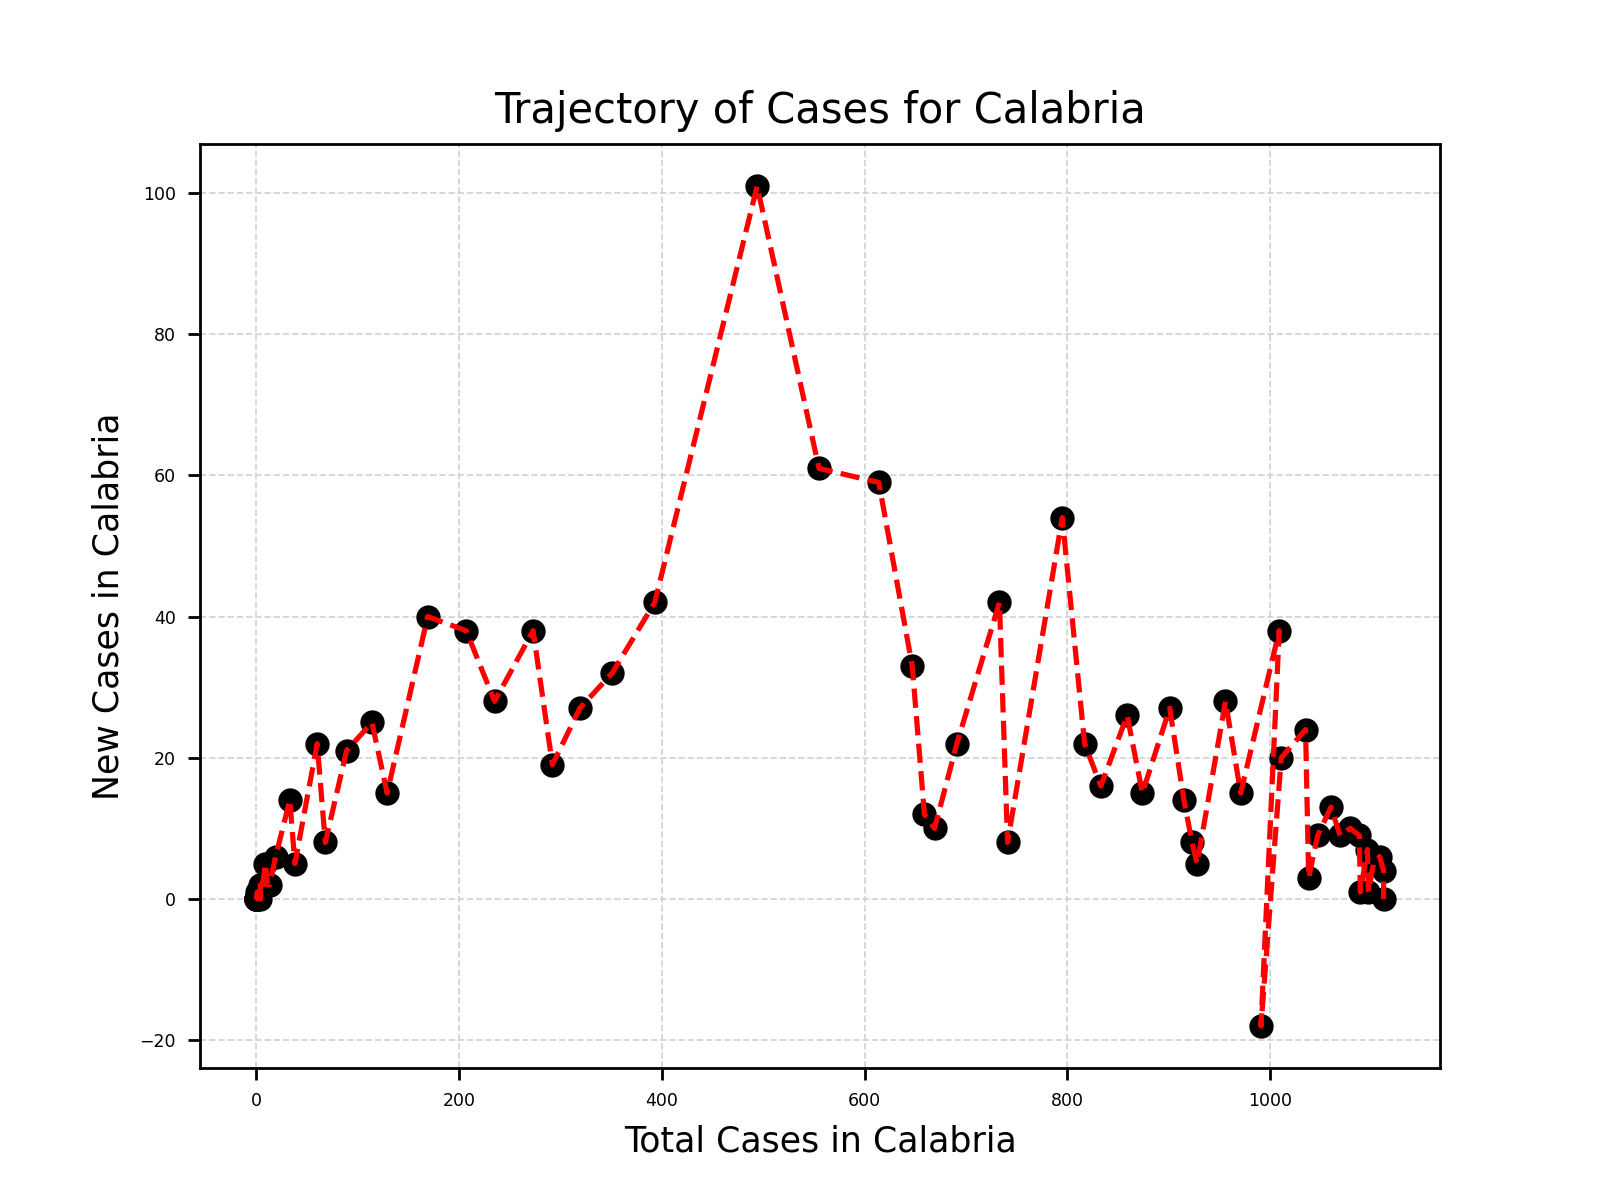 Trajectory of Cases for Calabria
New Cases in Calabria
100
80
60
40
20
0
−20
0 200 400 600 800 1000
Total Cases in Calabria